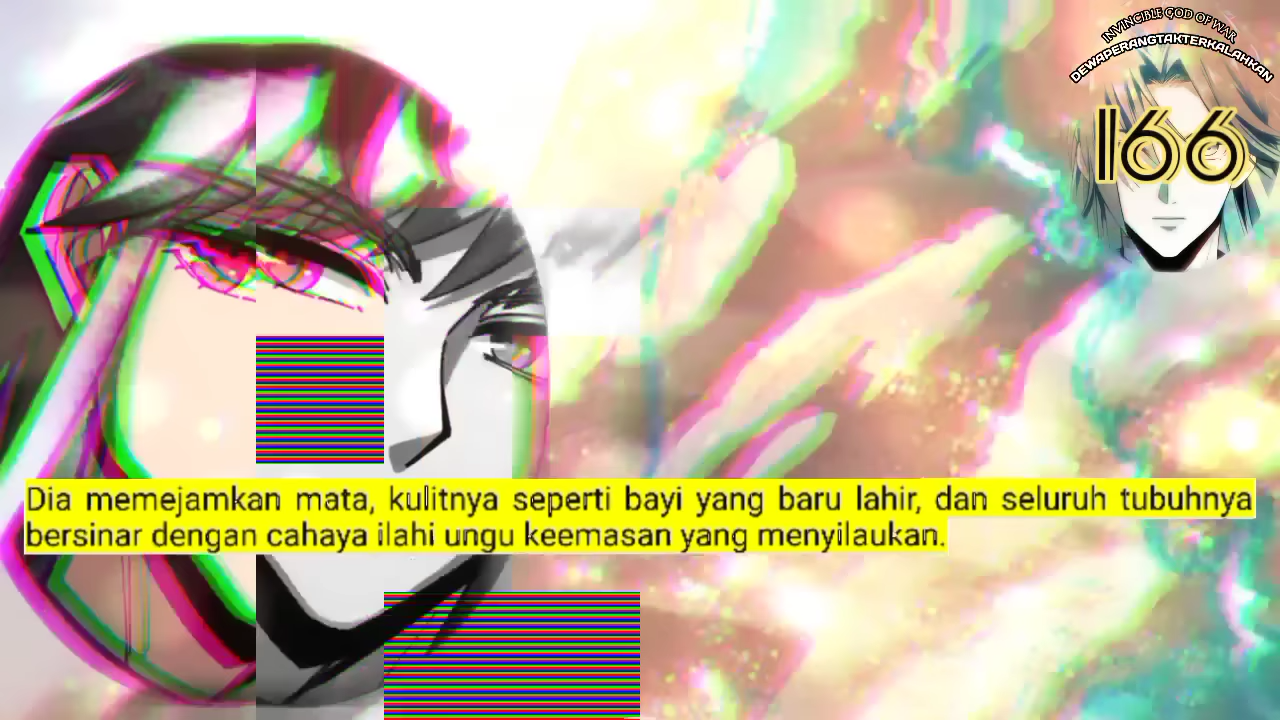 INVINCIBLE GOD OF WAR
DEWAPERANGTAKTERKALAHKAN
166
Dia memejamkan mata, kulitnya seperti bayi yang baru lahir, dan seluruh tubuhnya
bersinar dengan cahaya ilahi ungu keemasan yang menyilaukan.